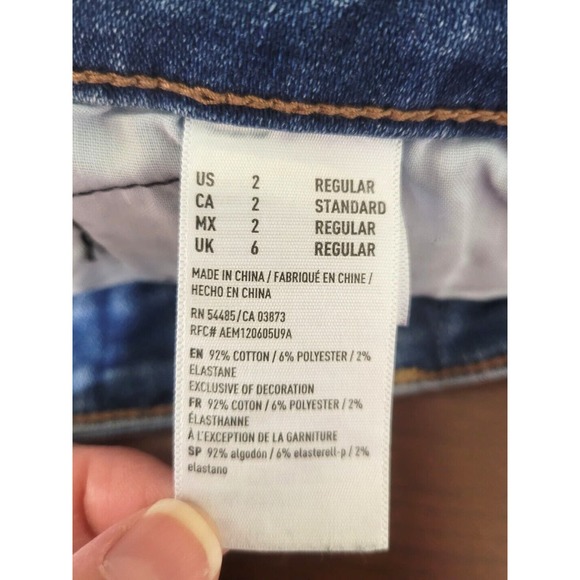 US 2 REGULAR
CA 2 STANDARD
MX 2 REGULAR
UK 6 REGULAR
MADE IN CHINA / FABRIQUÉ EN CHINE /
HECHO EN CHINA
RN 54485/CA 03873
RFC# AEM120605U9A
EN 92% COTTON / 6% POLYESTER / 2%
ELASTANE
EXCLUSIVE OF DECORATION
FR 92% COTON / 6% POLYESTER / 2%
ÉLASTHANNE
À L'EXCEPTION DE LA GARNITURE
SP 92% algodón / 6% elasterell-p / 2%
elastano